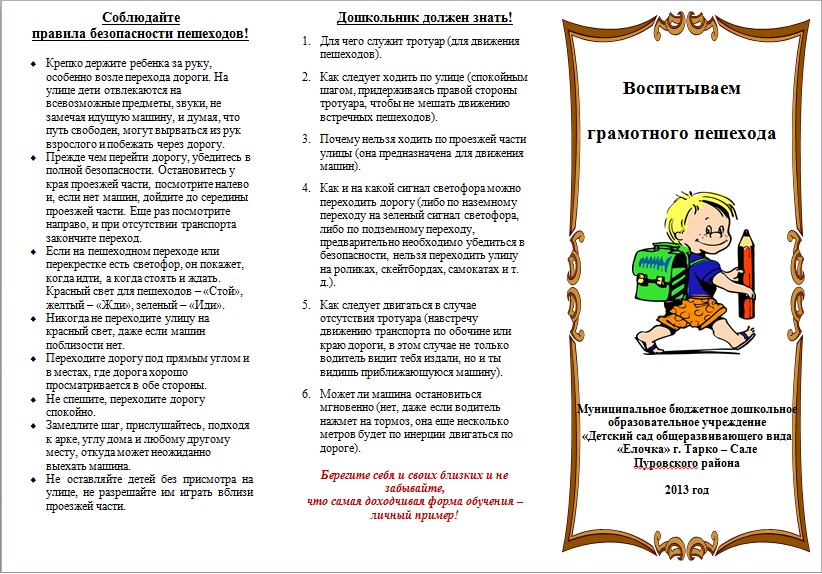 Соблюдайте
правила безопасности пешеходов!
♦ Крепко держите ребенка за руку,
особенно возле перехода дороги. На
улице дети отвлекаются на
всевозможные предметы, звуки, не
замечая идущую машину, и думая, что
путь свободен, могут вырваться из рук
взрослого и побежать через дорогу.
♦ Прежде чем перейти дорогу, убедитесь в
полной безопасности. Остановитесь у
края проезжей части, посмотрите налево
и, если нет машин, дойдите до середины
проезжей части. Еще раз посмотрите
направо, и при отсутствии транспорта
закончите переход.
♦ Если на пешеходном переходе или
перекрестке есть светофор, он покажет,
когда идти, а когда стоять и ждать.
Красный свет для пешеходов – «Стой»,
желтый – «Жди», зеленый – «Иди».
♦ Никогда не переходите улицу на
красный свет, даже если машин
поблизости нет.
♦ Переходите дорогу под прямым углом и
в местах, где дорога хорошо
просматривается в обе стороны.
♦ Не спешите, переходите дорогу
спокойно.
♦ Замедлите шаг, прислушайтесь, подходя
к арке, углу дома и любому другому
месту, откуда может неожиданно
выехать машина.
♦ Не оставляйте детей без присмотра на
улице, не разрешайте им играть вблизи
проезжей части.
Дошкольник должен знать!
1. Для чего служит тротуар (для движения
пешеходов).
2. Как следует ходить по улице (спокойным
шагом, придерживаясь правой стороны
тротуара, чтобы не мешать движению
встречных пешеходов).
3. Почему нельзя ходить по проезжей части
улицы (она предназначена для движения
машин).
4. Как и на какой сигнал светофора можно
переходить дорогу (либо по наземному
переходу на зеленый сигнал светофора,
либо по подземному переходу,
предварительно необходимо убедиться в
безопасности, нельзя переходить улицу
на роликах, скейтбордах, самокатах и т.
д.).
5. Как следует двигаться в случае
отсутствия тротуара (навстречу
движению транспорта по обочине или
краю дороги, в этом случае не только
водитель видит тебя издали, но и ты
видишь приближающуюся машину).
6. Может ли машина остановиться
мгновенно (нет, даже если водитель
нажмет на тормоз, она еще несколько
метров будет по инерции двигаться по
дороге).
Берегите себя и своих близких и не
забывайте,
что самая доходчивая форма обучения –
личный пример!
Воспитываем
грамотного пешехода
Муниципальное бюджетное дошкольное
образовательное учреждение
«Детский сад общеразвивающего вида
«Елочка» г. Тарко – Сале
Пуровского района
2013 год